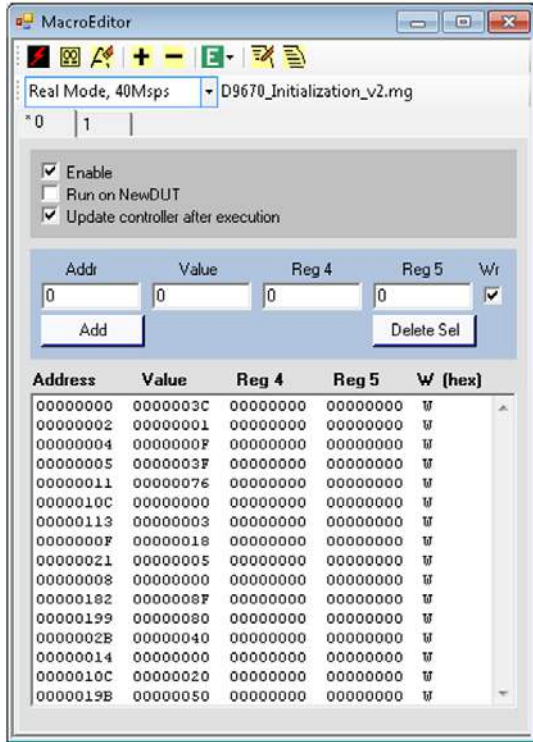 MacroEditor
Real Mode, 40Msps D9670_Initialization_v2.mg
* 0 1
Enable
Run on NewDUT
Update controller after execution
Addr Value Reg 4 Reg 5 Wr
0 0 0 0
Add Delete Sel
Address Value Reg 4 Reg 5 W (hex)
00000000 0000003C 00000000 00000000 W
00000002 00000001 00000000 00000000 W
00000004 0000000F 00000000 00000000 W
00000005 0000003F 00000000 00000000 W
00000011 00000076 00000000 00000000 W
0000010C 00000000 00000000 00000000 W
00000113 00000003 00000000 00000000 W
0000000F 00000018 00000000 00000000 W
00000021 00000005 00000000 00000000 W
00000008 00000000 00000000 00000000 W
00000182 0000008F 00000000 00000000 W
00000199 00000080 00000000 00000000 W
0000002B 00000040 00000000 00000000 W
00000014 00000000 00000000 00000000 W
0000010C 00000020 00000000 00000000 W
0000019B 00000050 00000000 00000000 W